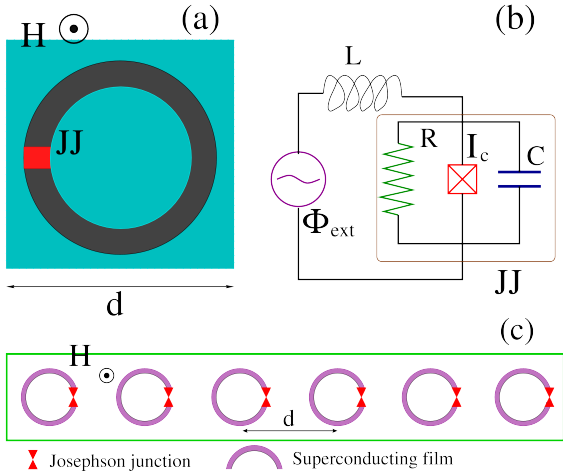 (a)
H
JJ
d
(b)
L
R
I_c
C
Φ_ext
JJ
(c)
H
d
Josephson junction
Superconducting film